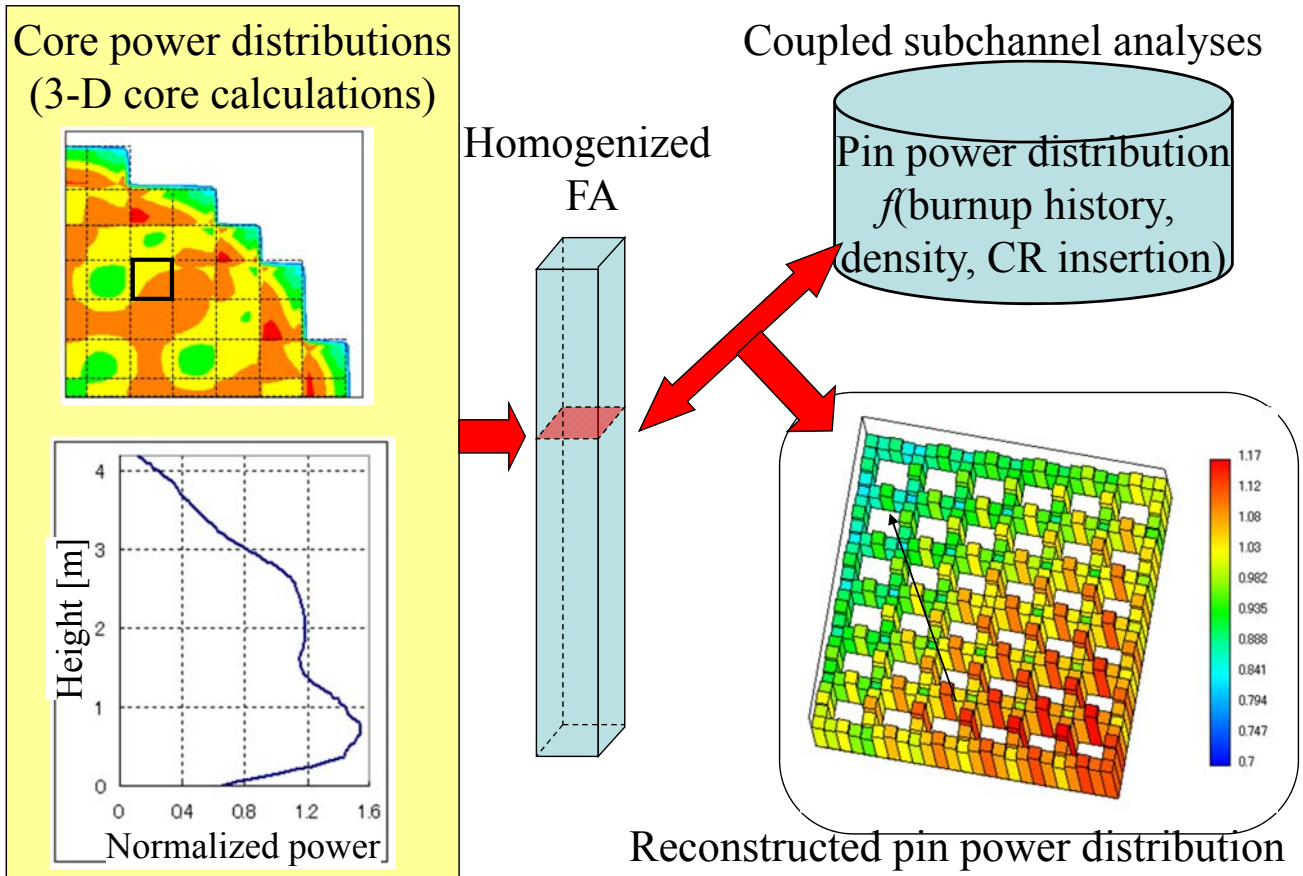 Core power distributions
(3-D core calculations)
Homogenized
FA
Coupled subchannel analyses
Pin power distribution
f(burnup history,
density, CR insertion)
Height [m]
4
3
2
1
0
0 04 0.8 1.2 1.6
Normalized power
1.17
1.12
1.08
1.03
0.982
0.935
0.888
0.841
0.794
0.747
0.7
Reconstructed pin power distribution